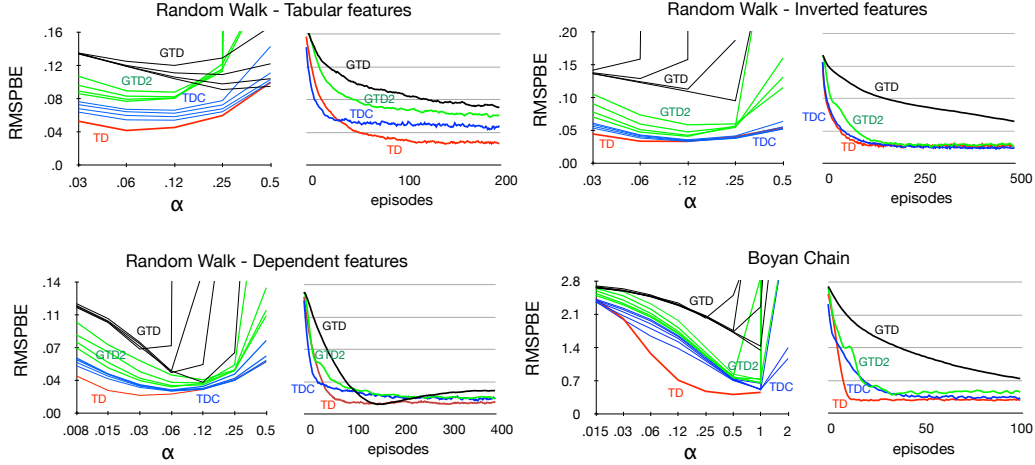 Random Walk - Tabular features
RMSPBE
.16
.12
.08
.04
.0
.03
.06
.12
.25
0.5
α
GTD
GTD2
TDC
TD
GTD
GTD2
TDC
TD
0
100
200
episodes
Random Walk - Inverted features
RMSPBE
.20
.15
.10
.05
.00
.03
.06
.12
.25
0.5
α
GTD
GTD2
TDC
TD
GTD
GTD2
TDC
TD
0
250
500
episodes
Random Walk - Dependent features
RMSPBE
.14
.11
.07
.04
.00
.008
.015
.03
.06
.12
.25
0.5
α
GTD
GTD2
TDC
TD
GTD
GTD2
TDC
TD
0
100
200
300
400
episodes
Boyan Chain
RMSPBE
2.8
2.1
1.4
0.7
0
.015
.03
.06
.12
.25
0.5
1
2
α
GTD
GTD2
TDC
TD
GTD
GTD2
TDC
TD
0
50
100
episodes